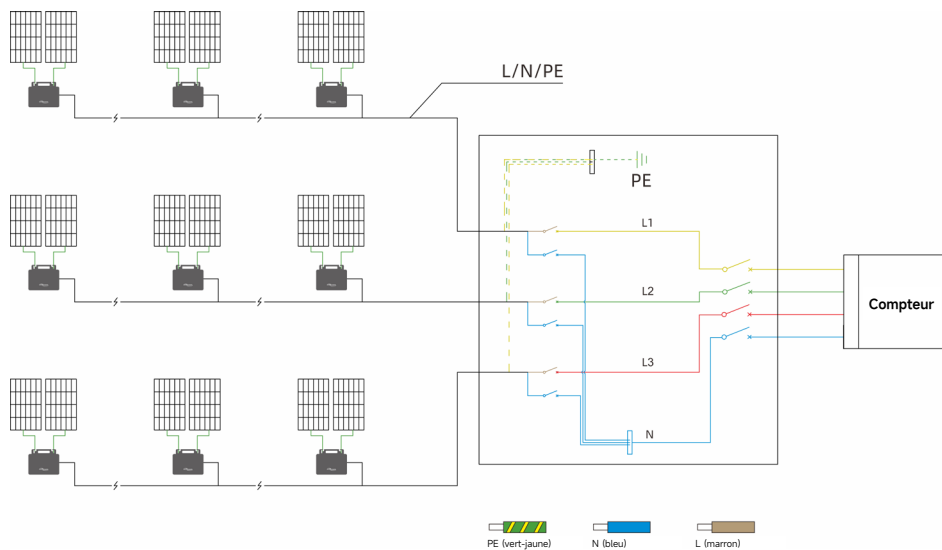 L/N/PE
PE
L1
L2
L3
N
Compteur
PE (vert-jaune)
N (bleu)
L (marron)